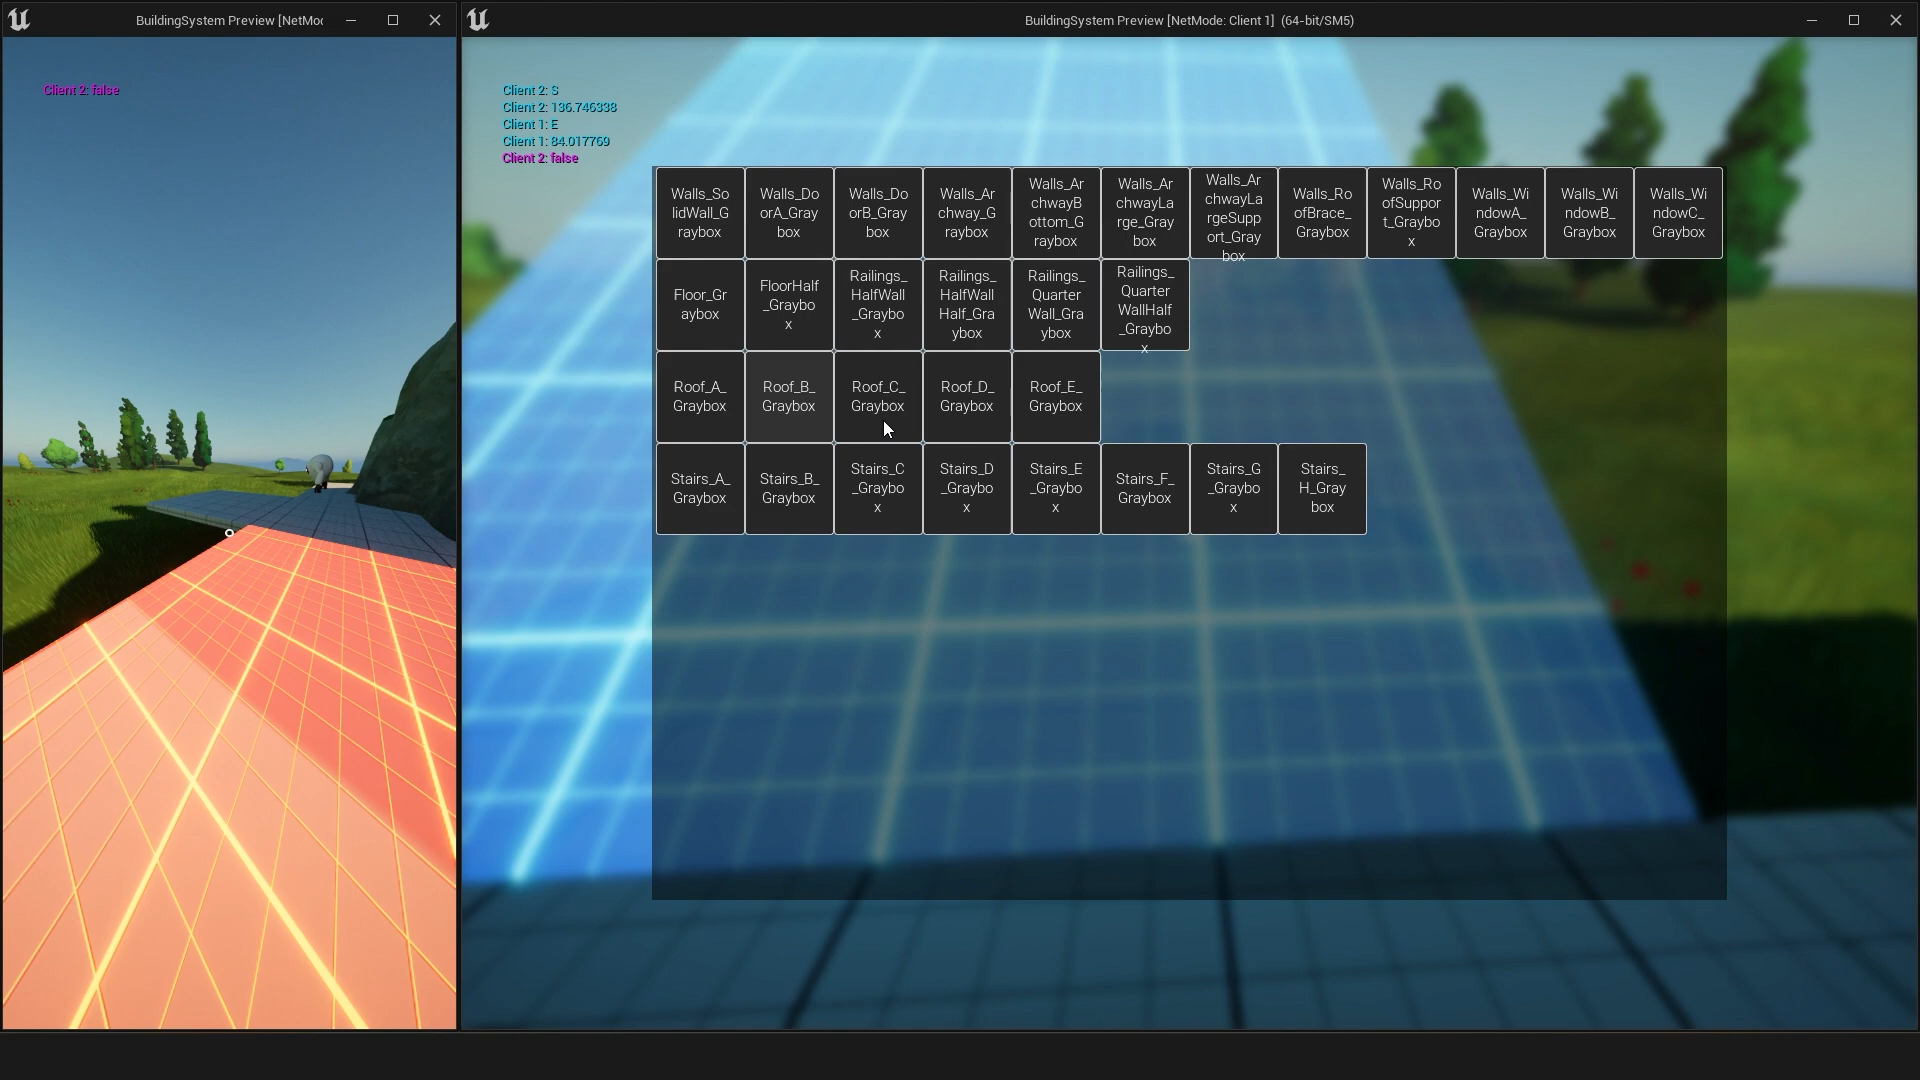 BuildingSystem Preview [NetMo
BuildingSystem Preview [NetMode: Client 1] (64-bit/SM5)
Client 2: false
Client 2: S
Client 2: 136.746338
Client 1: E
Client 1: 84.017769
Client 2: false
Walls_So
lidWall_G
raybox
Walls_Do
orA_Gray
box
Walls_Do
orB_Gray
box
Walls_Ar
chway_G
raybox
Walls_Ar
chwayB
ottom_G
raybox
Walls_Ar
chwayLa
rge_Gray
box
Walls_Ar
chwayLa
rgeSupp
ort_Gray
box
Walls_Ro
ofBrace_
Graybox
Walls_Ro
ofSuppor
t_Graybo
x
Walls_Wi
ndowA_
Graybox
Walls_Wi
ndowB_
Graybox
Walls_Wi
ndowC_
Graybox
Floor_Gr
aybox
FloorHalf
_Graybo
x
Railings_
HalfWall
_Graybo
x
Railings_
HalfWall
Half_Gra
ybox
Railings_
Quarter
Wall_Gra
ybox
Railings_
Quarter
WallHalf
_Graybo
x
Roof_A_
Graybox
Roof_B_
Graybox
Roof_C_
Graybox
Roof_D_
Graybox
Roof_E_
Graybox
Stairs_A_
Graybox
Stairs_B_
Graybox
Stairs_C
_Graybo
x
Stairs_D
_Graybo
x
Stairs_E
_Graybo
x
Stairs_F_
Graybox
Stairs_G
_Graybo
x
Stairs_
H_Gray
box